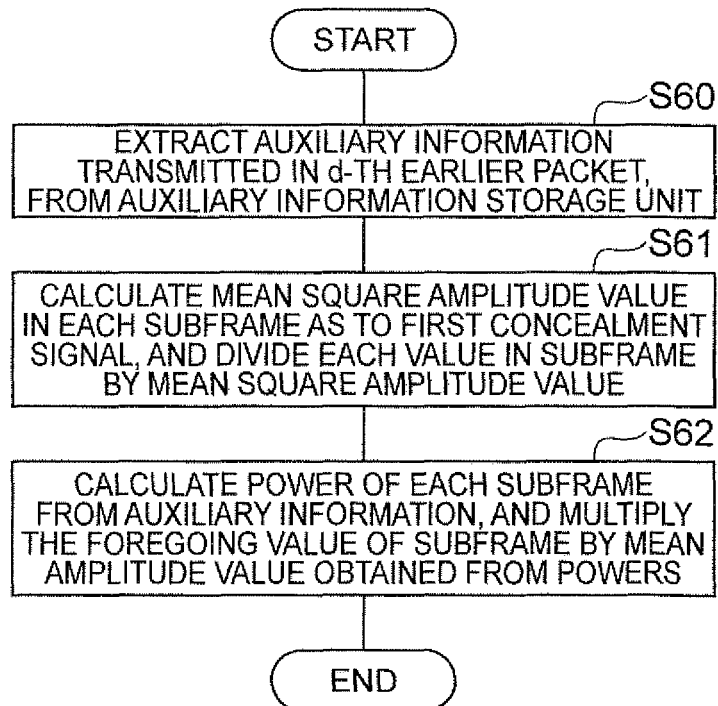 START
S60
EXTRACT AUXILIARY INFORMATION
TRANSMITTED IN d-TH EARLIER PACKET,
FROM AUXILIARY INFORMATION STORAGE UNIT
S61
CALCULATE MEAN SQUARE AMPLITUDE VALUE
IN EACH SUBFRAME AS TO FIRST CONCEALMENT
SIGNAL, AND DIVIDE EACH VALUE IN SUBFRAME
BY MEAN SQUARE AMPLITUDE VALUE
S62
CALCULATE POWER OF EACH SUBFRAME
FROM AUXILIARY INFORMATION, AND MULTIPLY
THE FOREGOING VALUE OF SUBFRAME BY MEAN
AMPLITUDE VALUE OBTAINED FROM POWERS
END